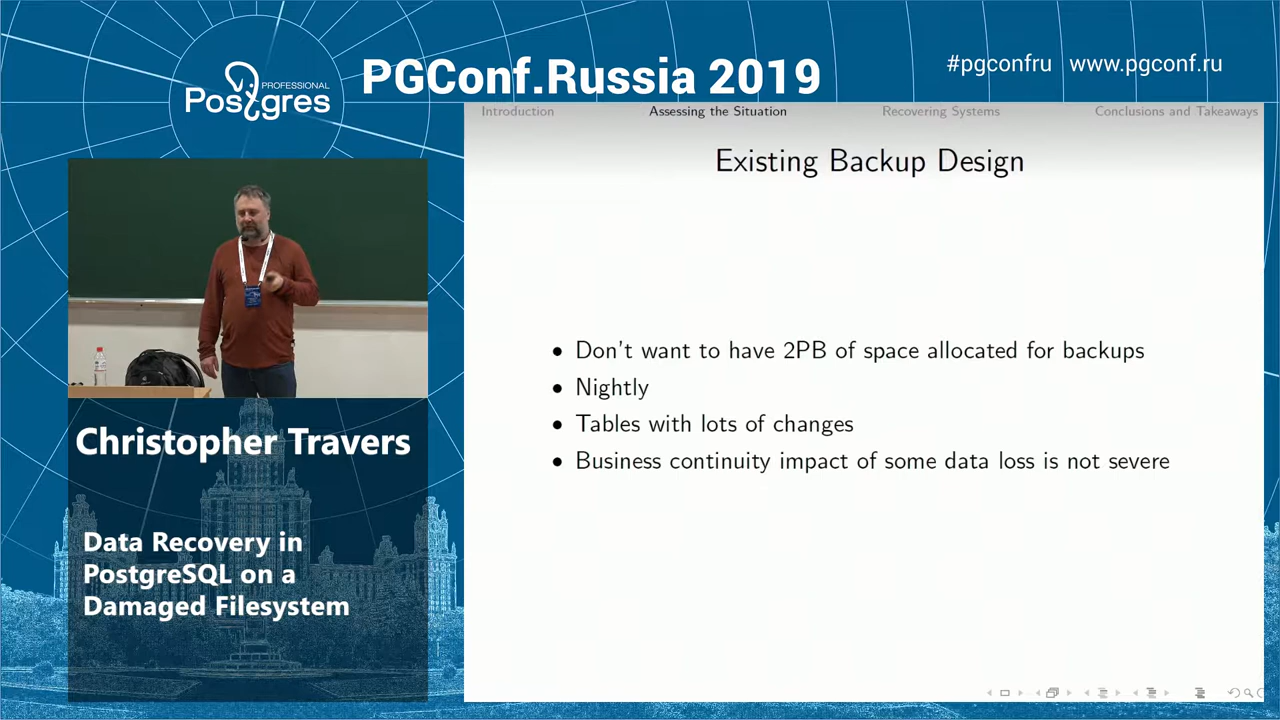 PROFESSIONAL
Postgres
PGConf.Russia 2019
#pgconfru www.pgconf.ru
Introduction Assessing the Situation Recovering Systems Conclusions and Takeaways
Existing Backup Design
• Don't want to have 2PB of space allocated for backups
• Nightly
• Tables with lots of changes
• Business continuity impact of some data loss is not severe
Christopher Travers
Data Recovery in
PostgreSQL on a
Damaged Filesystem